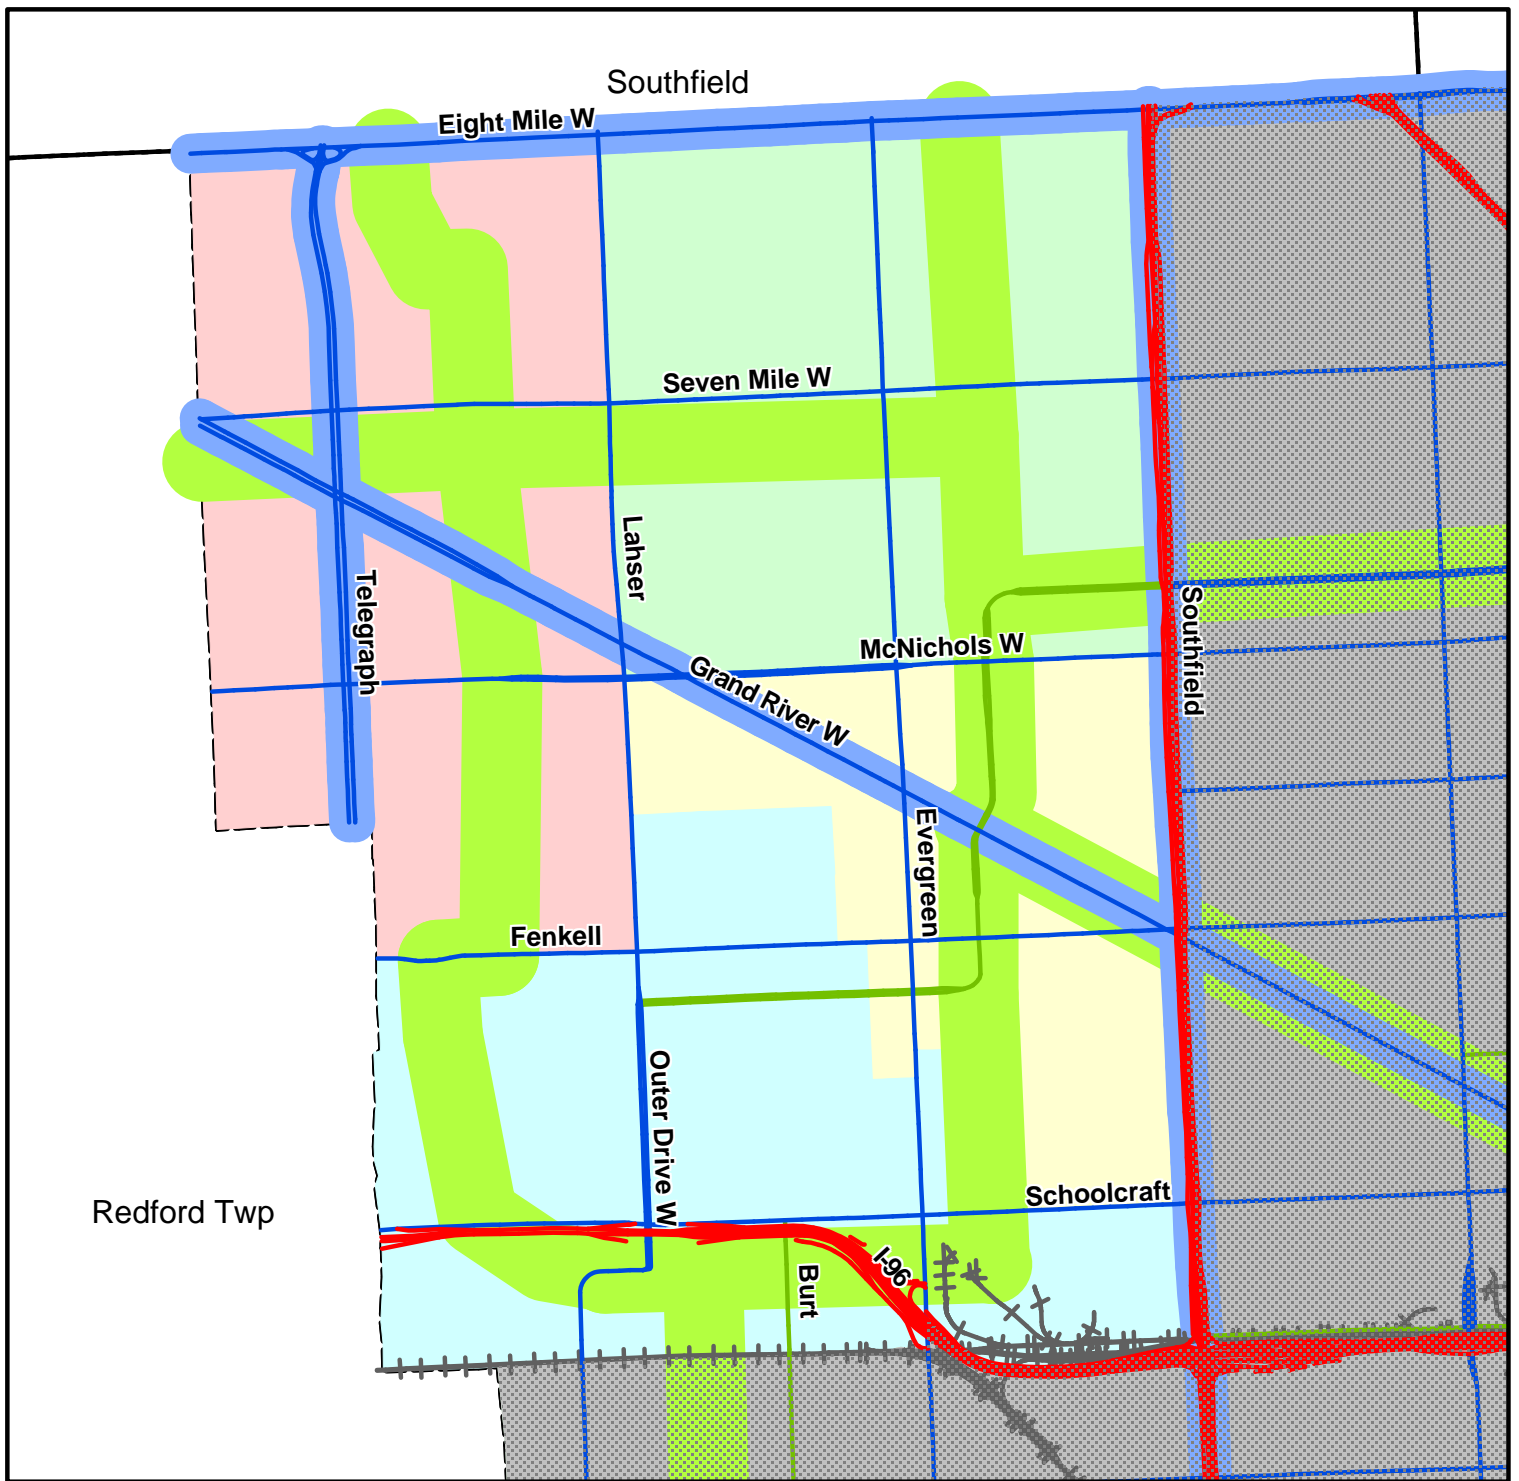 Southfield
Eight Mile W
Seven Mile W
Lahser
Telegraph
Southfield
McNichols W
Grand River W
Evergreen
Fenkell
Outer Drive W
Redford Twp
Schoolcraft
I-96
Burt